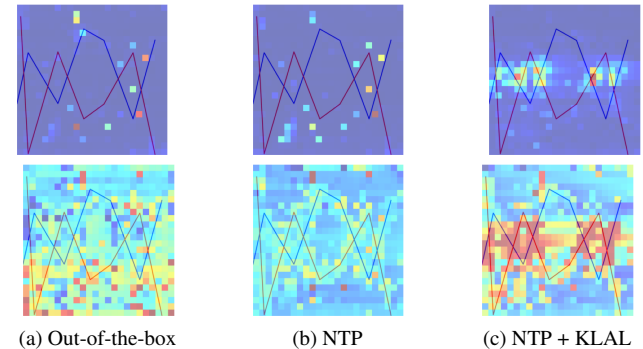 (a) Out-of-the-box
(b) NTP
(c) NTP + KLAL